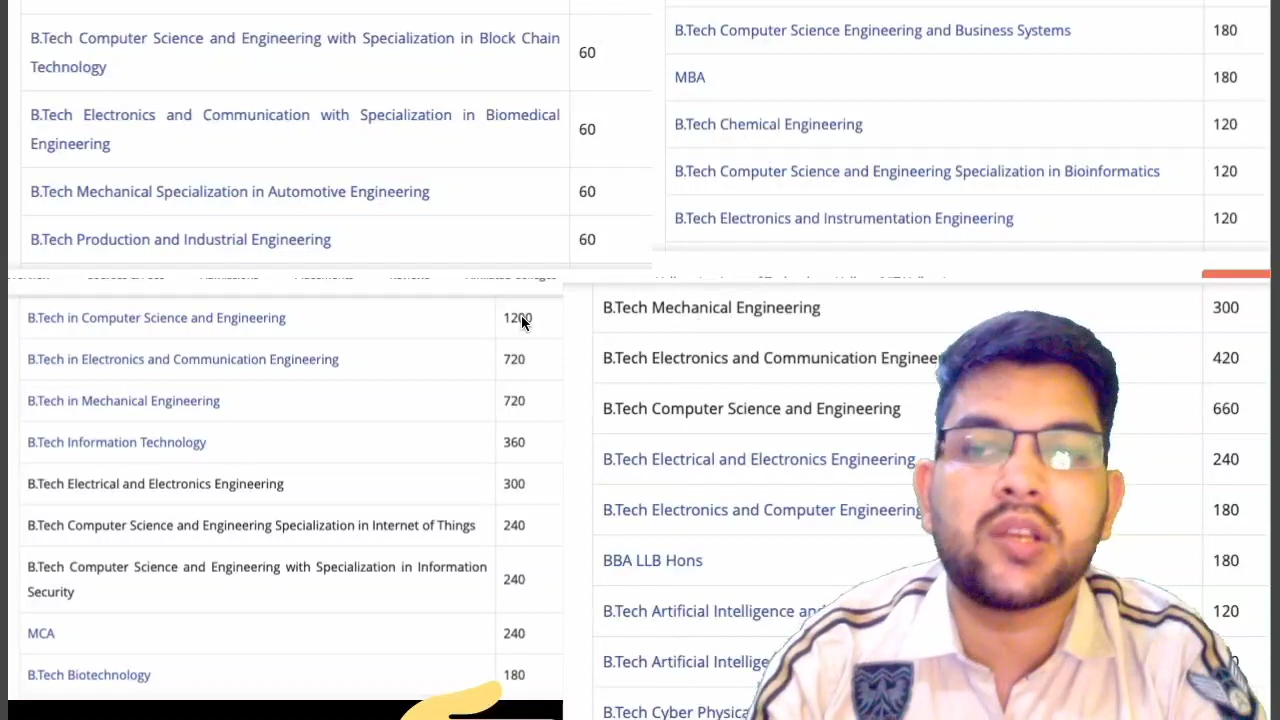 B.Tech Computer Science and Engineering with Specialization in Block Chain
Technology
60
B.Tech Electronics and Communication with Specialization in Biomedical
Engineering
60
B.Tech Mechanical Specialization in Automotive Engineering
60
B.Tech Production and Industrial Engineering
60
B.Tech Computer Science Engineering and Business Systems
180
MBA
180
B.Tech Chemical Engineering
120
B.Tech Computer Science and Engineering Specialization in Bioinformatics
120
B.Tech Electronics and Instrumentation Engineering
120
B.Tech in Computer Science and Engineering
1200
B.Tech in Electronics and Communication Engineering
720
B.Tech in Mechanical Engineering
720
B.Tech Information Technology
360
B.Tech Electrical and Electronics Engineering
300
B.Tech Computer Science and Engineering Specialization in Internet of Things
240
B.Tech Computer Science and Engineering with Specialization in Information
Security
240
MCA
240
B.Tech Biotechnology
180
B.Tech Mechanical Engineering
300
B.Tech Electronics and Communication
420
B.Tech Computer Science and Engineering
660
B.Tech Electrical and Electronics Engineering
240
B.Tech Electronics and Computer Engineering
180
BBA LLB Hons
180
B.Tech Artificial Intelligence
120
B.Tech Artificial
B.Tech Cyber